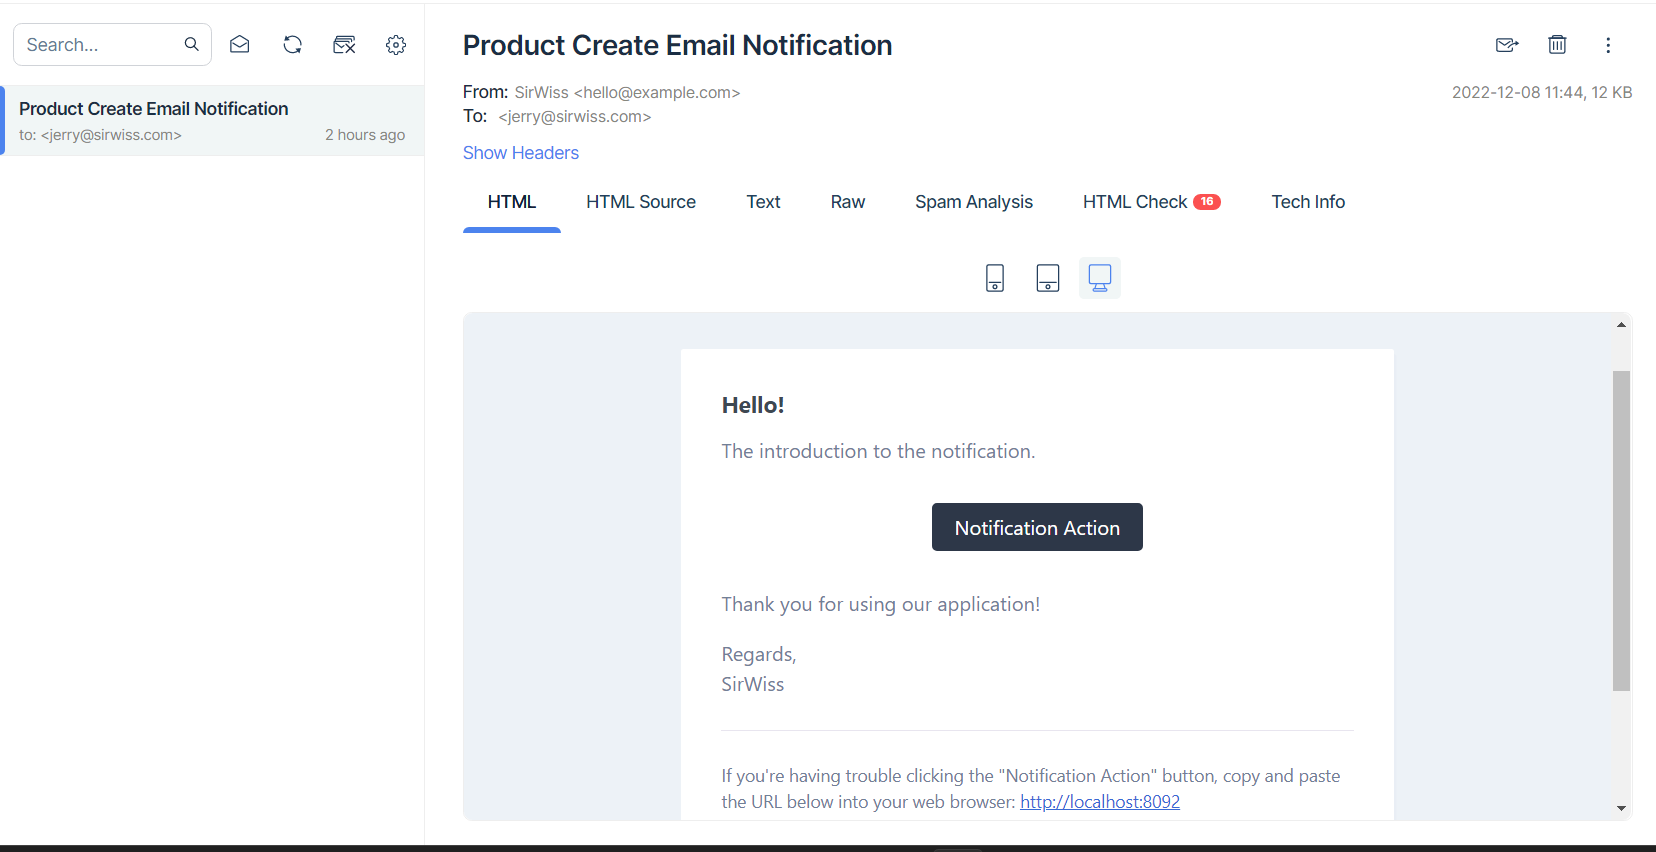 Search...
Product Create Email Notification
to: <jerry@sirwiss.com>
2 hours ago
Product Create Email Notification
From: SirWiss <hello@example.com>
2022-12-08 11:44, 12 KB
To: <jerry@sirwiss.com>
Show Headers
HTML
HTML Source
Text
Raw
Spam Analysis
HTML Check 16
Tech Info
Hello!
The introduction to the notification.
Notification Action
Thank you for using our application!
Regards,
SirWiss
If you're having trouble clicking the "Notification Action" button, copy and paste
the URL below into your web browser: http://localhost:8092